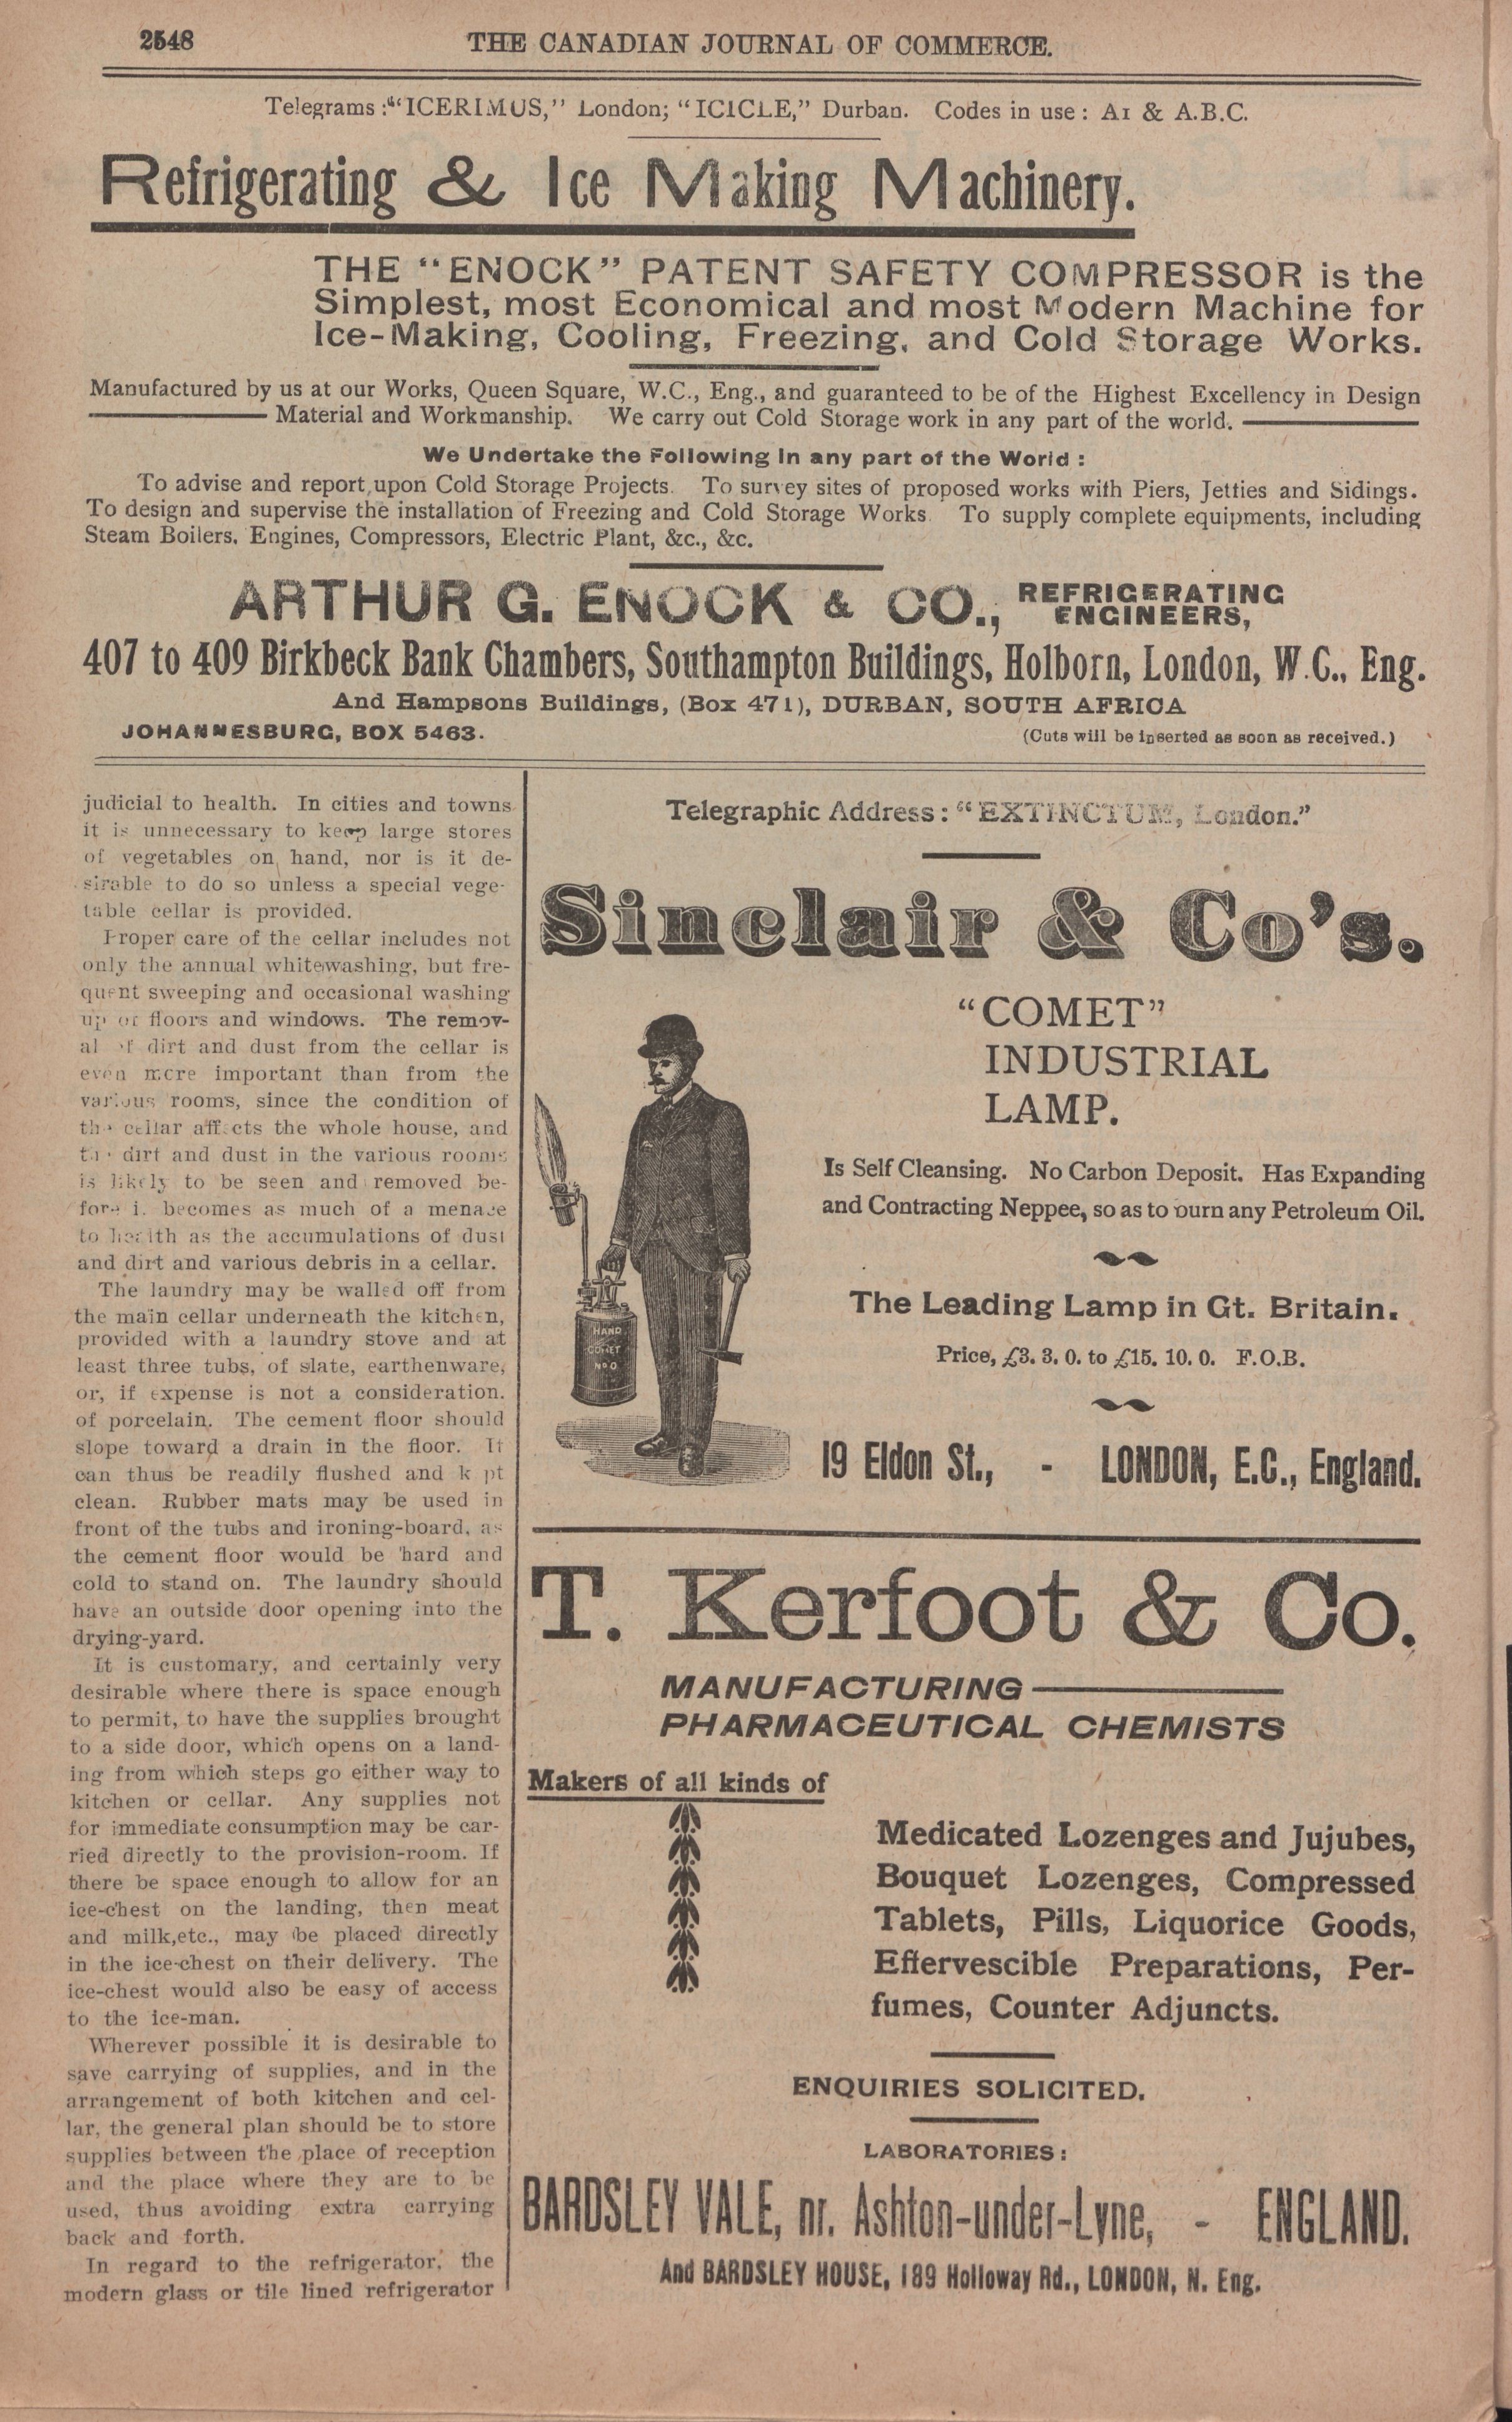 2548
THE CANADIAN JOURNAL OF COMMERCE.
Telegrams: "ICERIMUS," London; "ICICLE," Durban. Codes in use: A1 & A.B.C.
Refrigerating & Ice Making Machinery.
THE "ENOCK" PATENT SAFETY COMPRESSOR is the
Simplest, most Economical and most Modern Machine for
Ice-Making, Cooling, Freezing, and Cold Storage Works.
Manufactured by us at our Works, Queen Square, W.C., Eng., and guaranteed to be of the Highest Excellency in Design
Material and Workmanship. We carry out Cold Storage work in any part of the world.
We Undertake the Following in any part of the World:
To advise and report upon Cold Storage Projects. To survey sites of proposed works with Piers, Jetties and Sidings.
To design and supervise the installation of Freezing and Cold Storage Works. To supply complete equipments, including
Steam Boilers, Engines, Compressors, Electric Plant, &c., &c.
ARTHUR G. ENOCK & CO., REFRIGERATING
ENGINEERS,
407 to 409 Birkbeck Bank Chambers, Southampton Buildings, Holborn, London, W.C., Eng.
And Hampsons Buildings, (Box 471), DURBAN, SOUTH AFRICA
JOHANNESBURG, BOX 5463.
(Cuts will be inserted as soon as received.)
judicial to health. In cities and towns
it is unnecessary to keep large stores
of vegetables on hand, nor is it de-
sirable to do so unless a special vege-
table cellar is provided.
Proper care of the cellar includes not
only the annual whitewashing, but fre-
quent sweeping and occasional washing
up of floors and windows. The remov-
al of dirt and dust from the cellar is
even more important than from the
various rooms, since the condition of
the cellar affects the whole house, and
the dirt and dust in the various rooms
is likely to be seen and removed be-
fore it becomes as much of a menace
to health as the accumulations of dust
and dirt and various debris in a cellar.
The laundry may be walled off from
the main cellar underneath the kitchen,
provided with a laundry stove and at
least three tubs, of slate, earthenware,
or, if expense is not a consideration.
of porcelain. The cement floor should
slope toward a drain in the floor. It
can thus be readily flushed and kept
clean. Rubber mats may be used in
front of the tubs and ironing-board, as
the cement floor would be hard and
cold to stand on. The laundry should
have an outside door opening into the
drying-yard.
It is customary, and certainly very
desirable where there is space enough
to permit, to have the supplies brought
to a side door, which opens on a land-
ing from which steps go either way to
kitchen or cellar. Any supplies not
for immediate consumption may be car-
ried directly to the provision-room. If
there be space enough to allow for an
ice-chest on the landing, then meat
and milk,etc., may be placed directly
in the ice-chest on their delivery. The
ice-chest would also be easy of access
to the ice-man.
Wherever possible it is desirable to
save carrying of supplies, and in the
arrangement of both kitchen and cel-
lar, the general plan should be to store
supplies between the place of reception
and the place where they are to be
used, thus avoiding extra carrying
back and forth.
In regard to the refrigerator, the
modern glass or tile lined refrigerator
Telegraphic Address: "EXTINCTUM, London."
Sinclair & Co's.
"COMET"
INDUSTRIAL
LAMP.
Is Self Cleansing. No Carbon Deposit. Has Expanding
and Contracting Neppee, so as to burn any Petroleum Oil.
The Leading Lamp in Gt. Britain.
Price, £3. 3. 0. to £15. 10. 0. F.O.B.
HAND
COMET
No 0
19 Eldon St., - LONDON, E.C., England.
T. Kerfoot & Co.
MANUFACTURING
PHARMACEUTICAL CHEMISTS
Makers of all kinds of
Medicated Lozenges and Jujubes,
Bouquet Lozenges, Compressed
Tablets, Pills, Liquorice Goods,
Effervescible Preparations, Per-
fumes, Counter Adjuncts.
ENQUIRIES SOLICITED.
LABORATORIES:
BARDSLEY VALE, nr. Ashton-under-Lyne, - ENGLAND.
And BARDSLEY HOUSE, 189 Holloway Rd., LONDON, N. Eng.